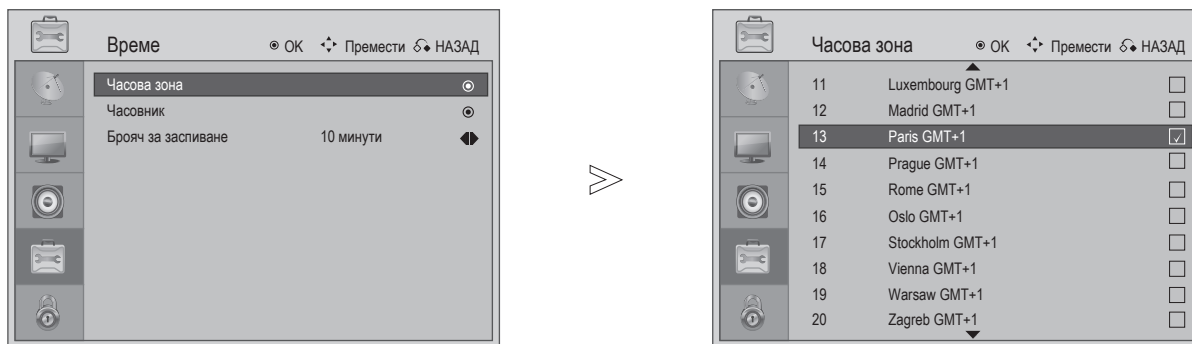 Време OK Премести НАЗАД
Часова зона
Часовник
Брояч за заспиване 10 минути
Часова зона OK Премести НАЗАД
11 Luxembourg GMT+1
12 Madrid GMT+1
13 Paris GMT+1
14 Prague GMT+1
15 Rome GMT+1
16 Oslo GMT+1
17 Stockholm GMT+1
18 Vienna GMT+1
19 Warsaw GMT+1
20 Zagreb GMT+1